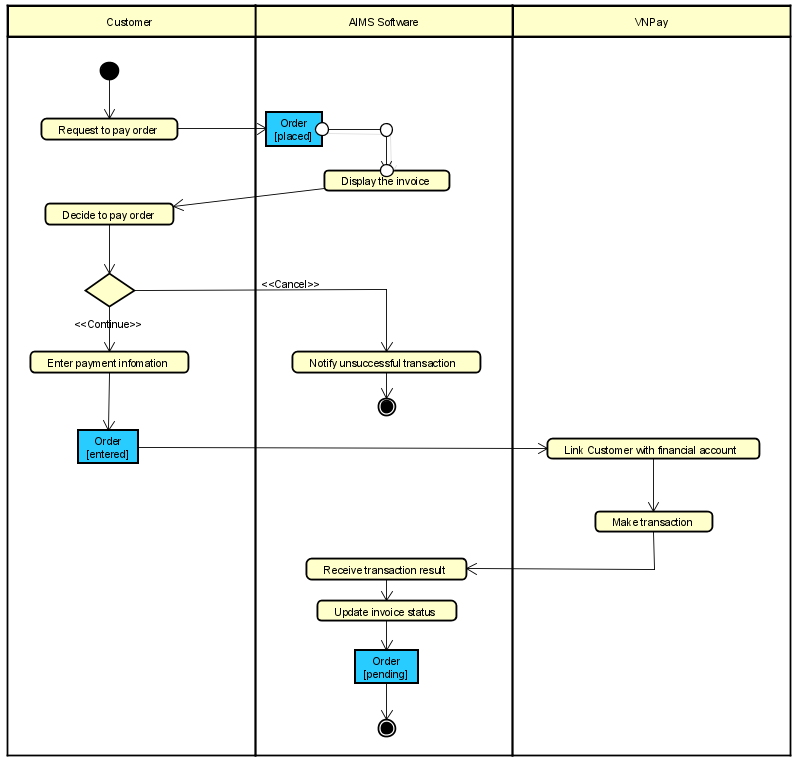 Customer
AIMS Software
VNPay
Request to pay order
Order
[placed]
Display the invoice
Decide to pay order
<<Cancel>>
<<Continue>>
Enter payment infomation
Notify unsuccessful transaction
Order
[entered]
Link Customer with financial account
Make transaction
Receive transaction result
Update invoice status
Order
[pending]